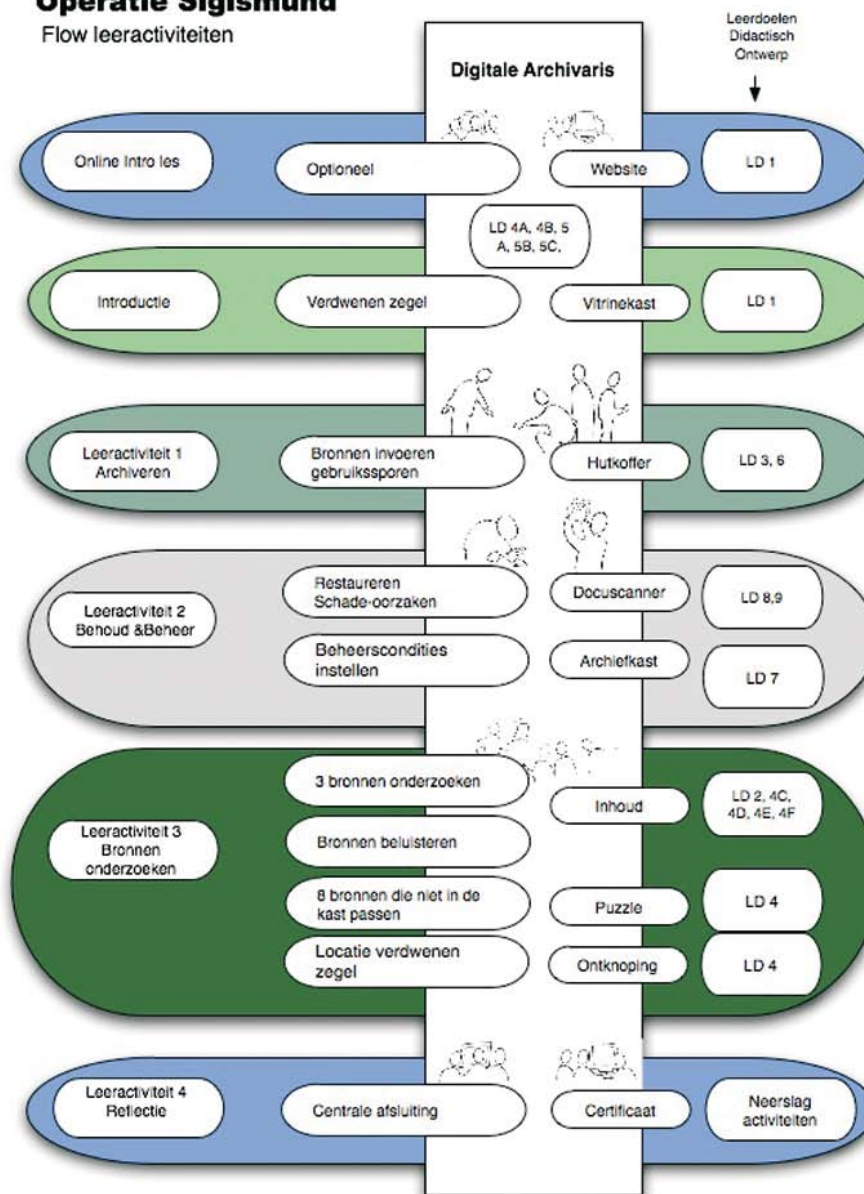 Operatie Sigismund
Flow leeractiviteiten
Leerdoelen
Didactisch
Ontwerp
Digitale Archivaris
Online Intro les
Optioneel
Website
LD 1
LD 4A, 4B, 5
A, 5B, 5C,
Introductie
Verdwenen zegel
Vitrinekast
LD 1
Leeractiviteit 1
Archiveren
Bronnen invoeren
gebruikssporen
Hutkoffer
LD 3, 6
Leeractiviteit 2
Behoud &Beheer
Restaureren
Schade-oorzaken
Docuscanner
LD 8,9
Beheerscondities
instellen
Archiefkast
LD 7
Leeractiviteit 3
Bronnen
onderzoeken
3 bronnen onderzoeken
Inhoud
LD 2, 4C,
4D, 4E, 4F
Bronnen beluisteren
8 bronnen die niet in de
kast passen
Puzzle
LD 4
Locatie verdwenen
zegel
Ontknoping
LD 4
Leeractiviteit 4
Reflectie
Centrale afsluiting
Certificaat
Neerslag
activiteiten